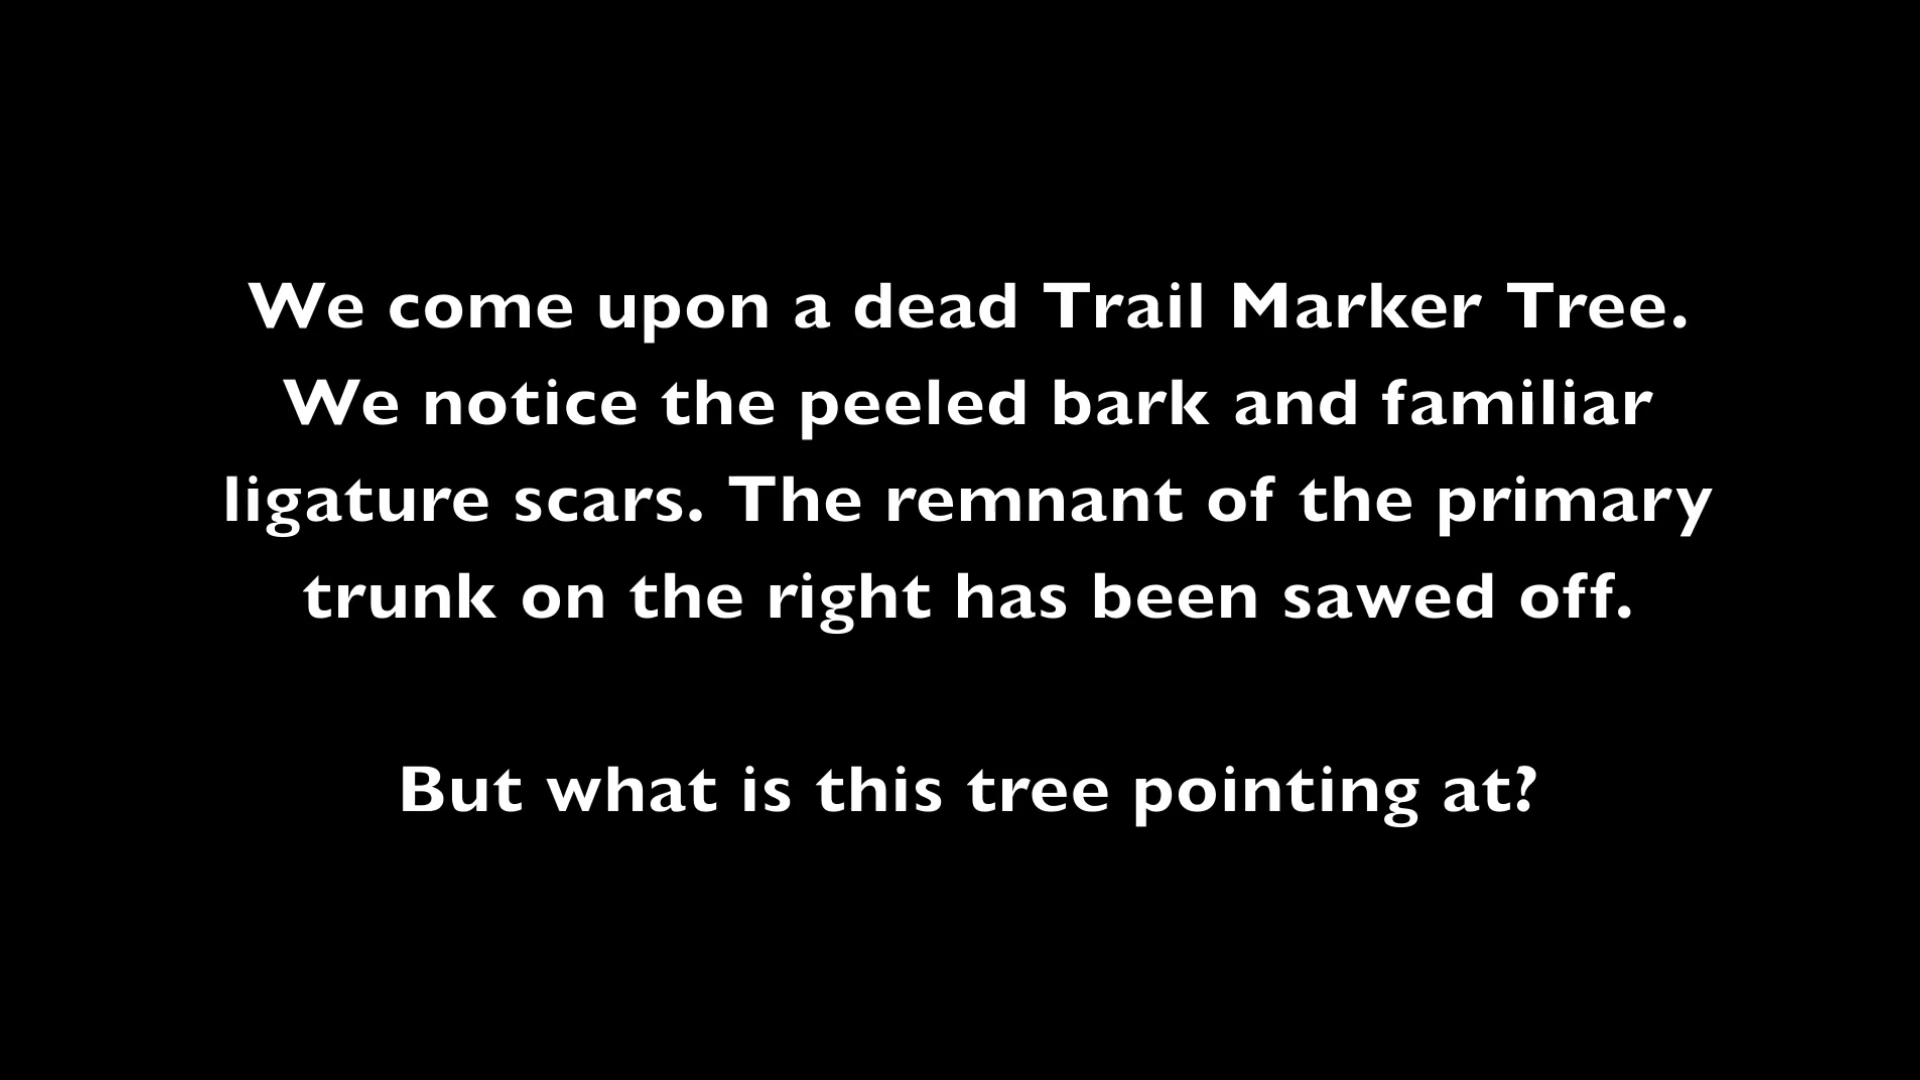 We come upon a dead Trail Marker Tree.
We notice the peeled bark and familiar
ligature scars. The remnant of the primary
trunk on the right has been sawed off.
But what is this tree pointing at?